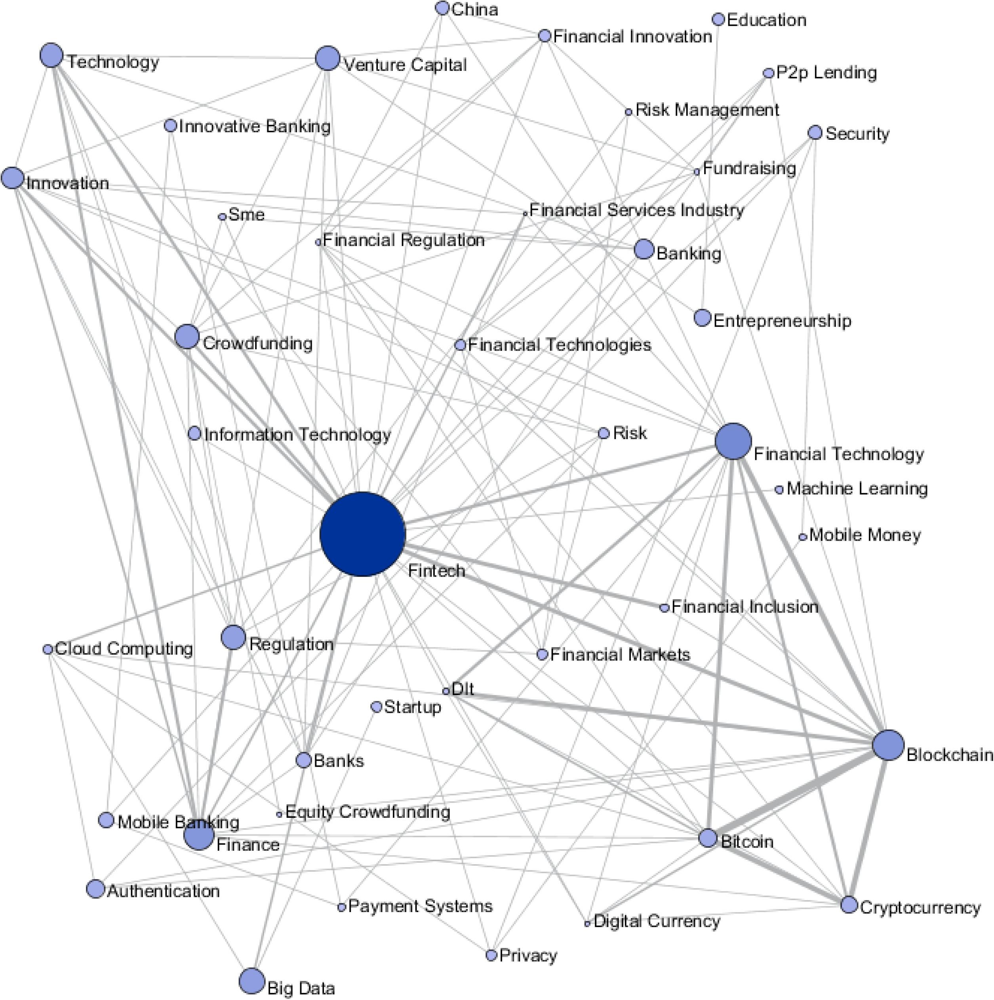 China
Education
Financial Innovation
Technology
Venture Capital
P2p Lending
Risk Management
Innovative Banking
Security
Fundraising
Innovation
Sme
Financial Services Industry
Financial Regulation
Banking
Entrepreneurship
Crowdfunding
Financial Technologies
Information Technology
Risk
Financial Technology
Machine Learning
Mobile Money
Fintech
Financial Inclusion
Regulation
Cloud Computing
Financial Markets
Dlt
Startup
Blockchain
Banks
Equity Crowdfunding
Mobile Banking
Finance
Bitcoin
Authentication
Payment Systems
Cryptocurrency
Digital Currency
Privacy
Big Data